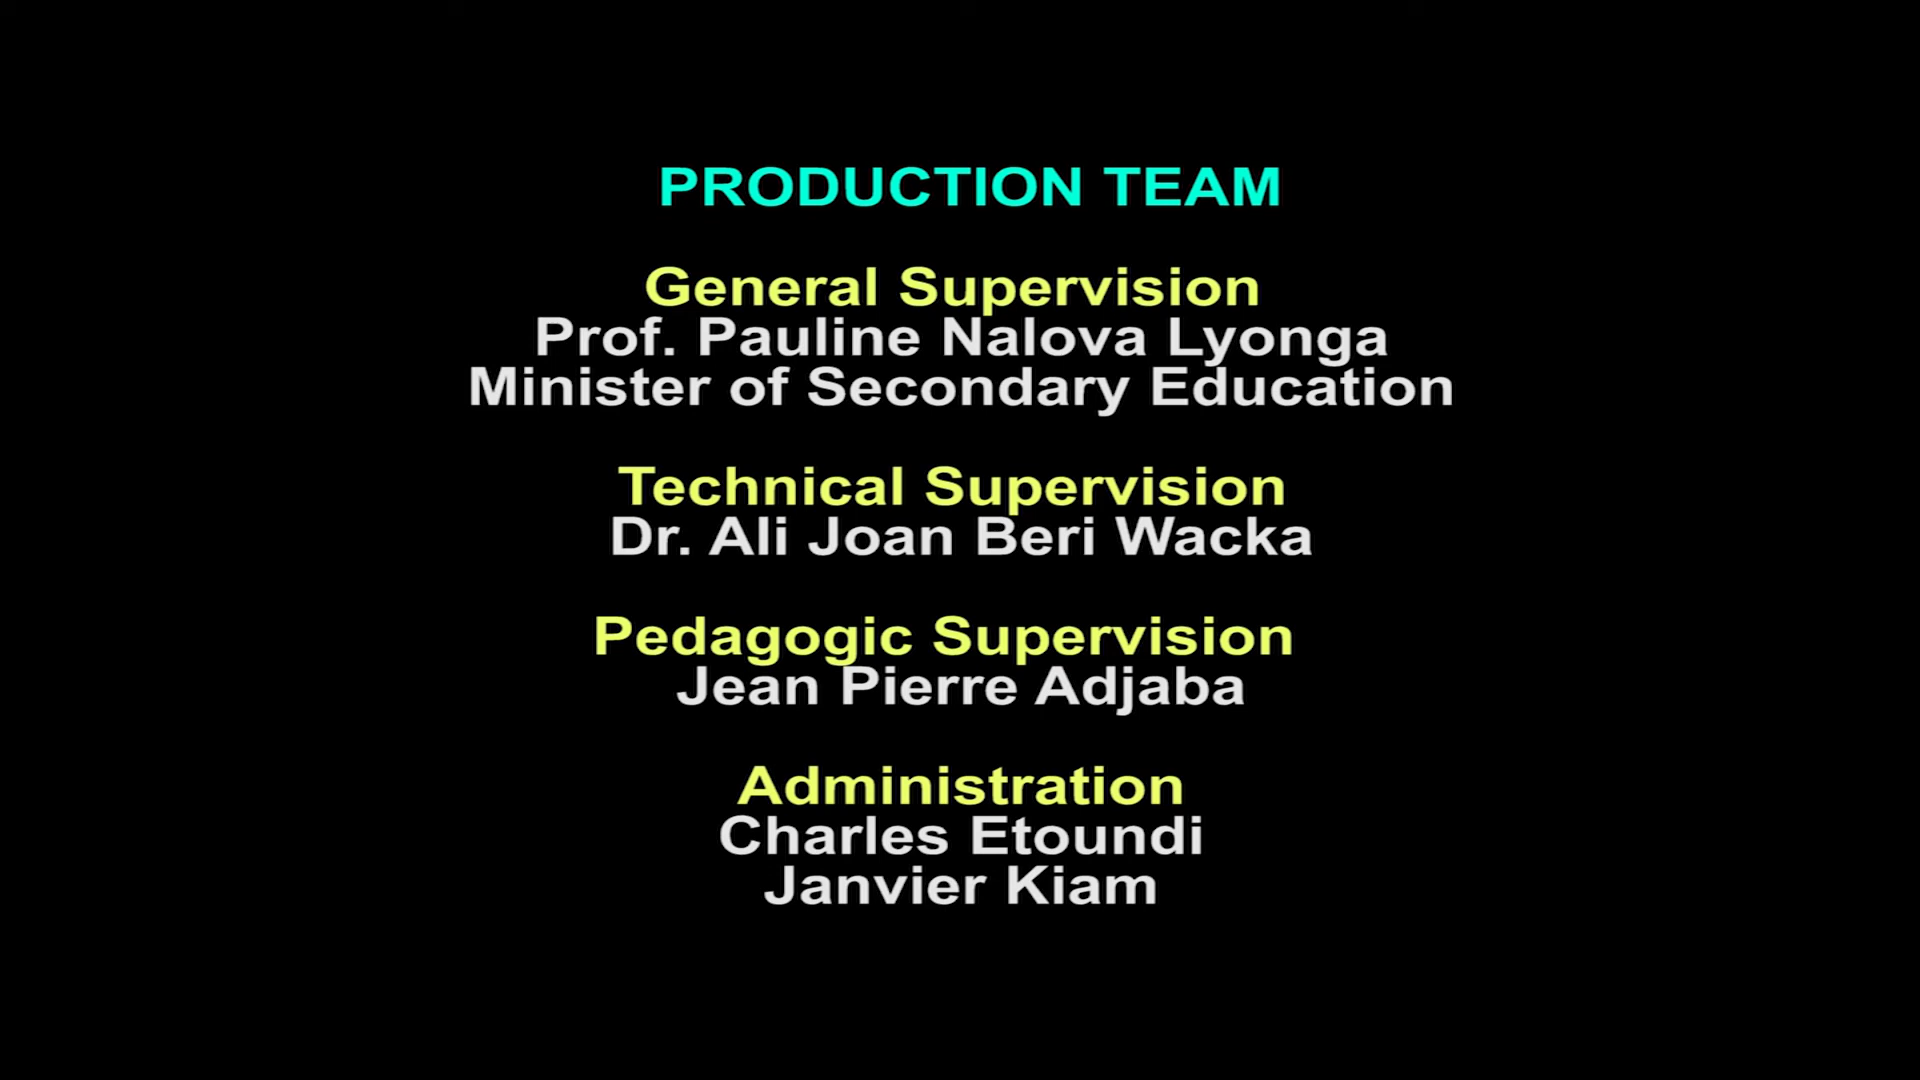 PRODUCTION TEAM
General Supervision
Prof. Pauline Nalova Lyonga
Minister of Secondary Education
Technical Supervision
Dr. Ali Joan Beri Wacka
Pedagogic Supervision
Jean Pierre Adjaba
Administration
Charles Etoundi
Janvier Kiam